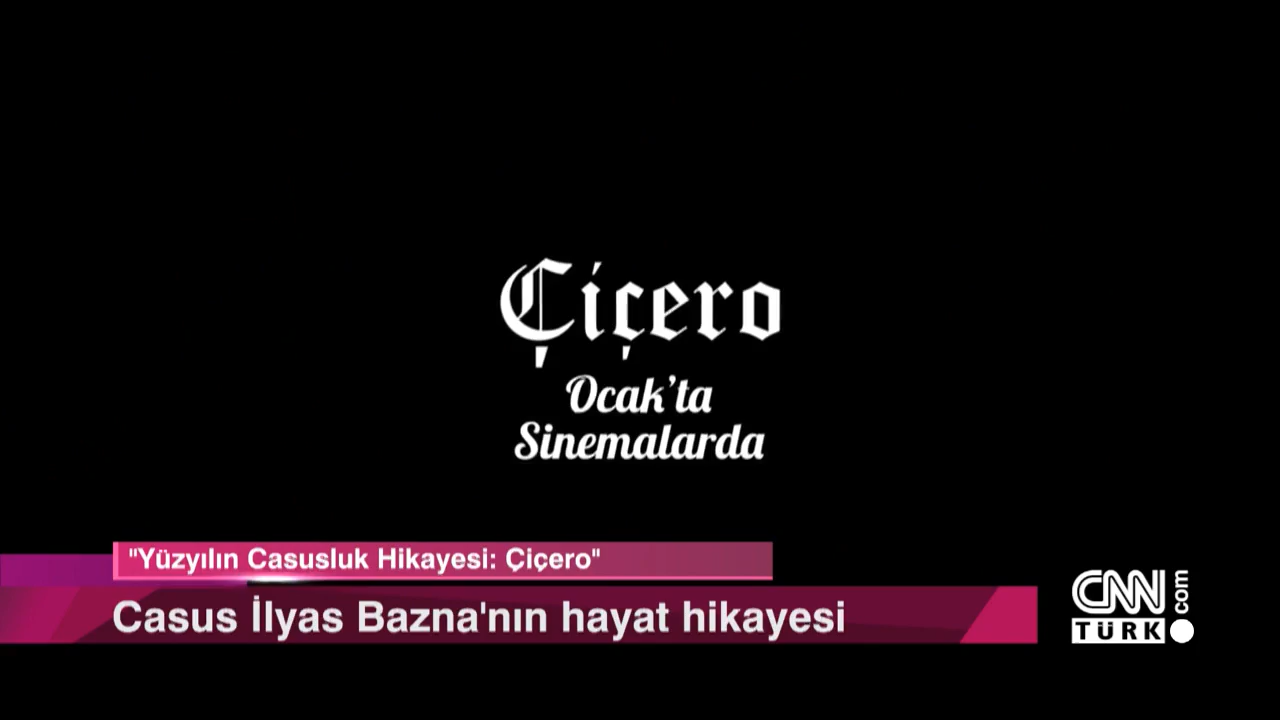 Çiçero
Ocak'ta
Sinemalarda
"Yüzyılın Casusluk Hikayesi: Çiçero"
Casus İlyas Bazna'nın hayat hikayesi
CNN
TÜRK
com